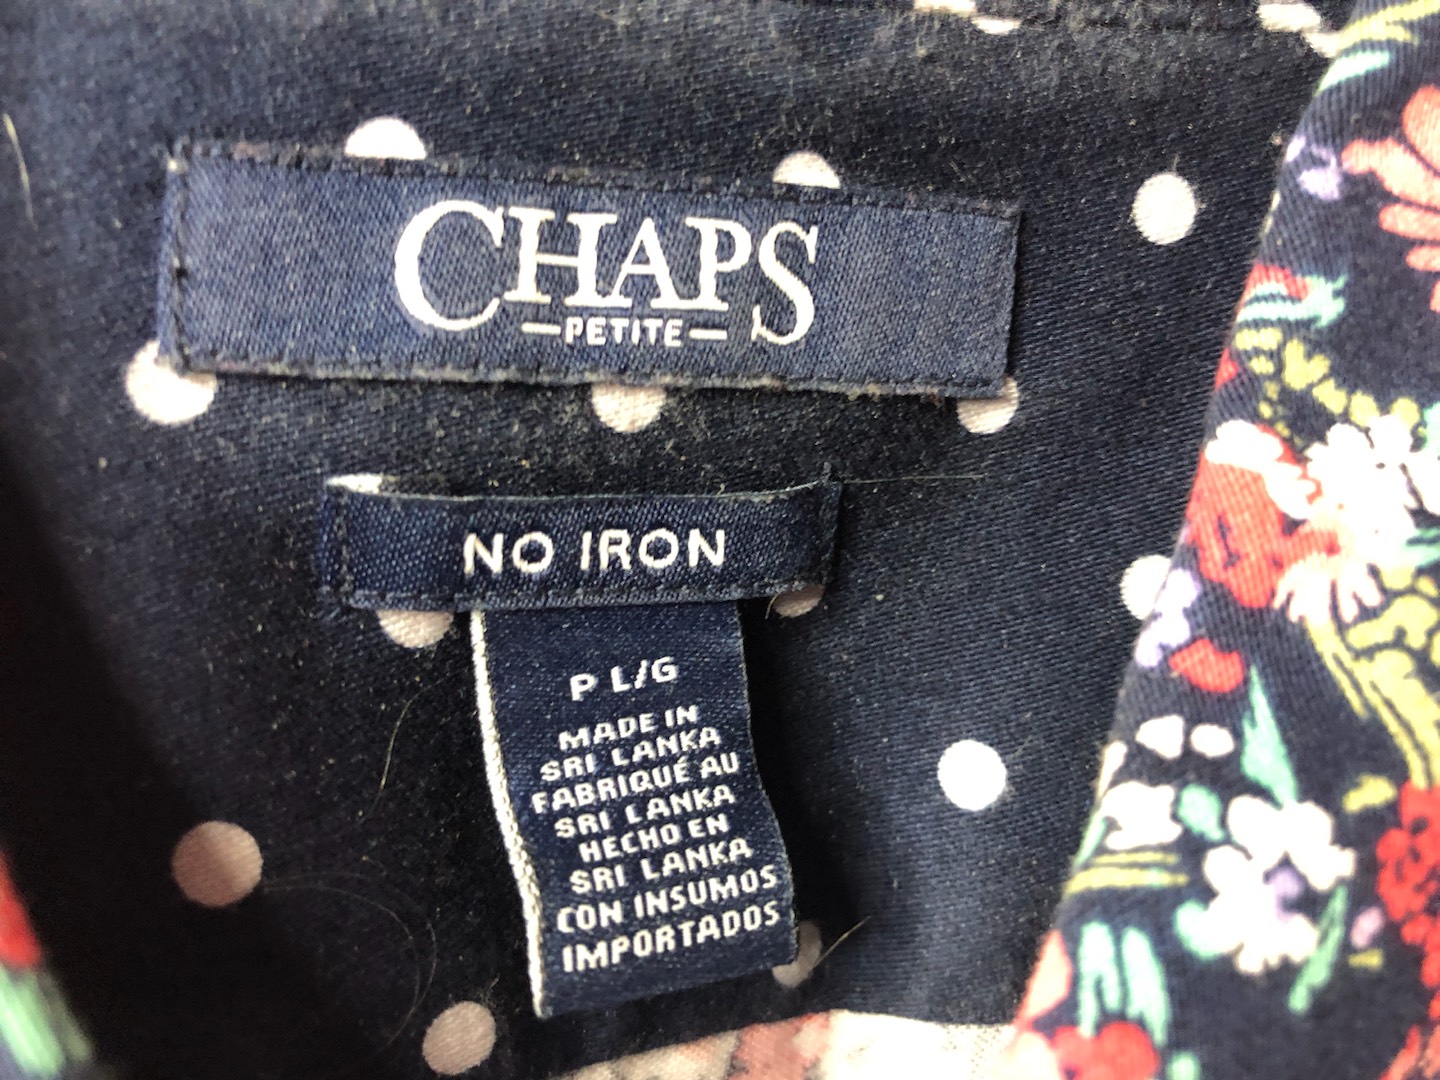 CHAPS
—PETITE—
NO IRON
P L/G
MADE IN
SRI LANKA
FABRIQUÉ AU
SRI LANKA
HECHO EN
SRI LANKA
CON INSUMOS
IMPORTADOS